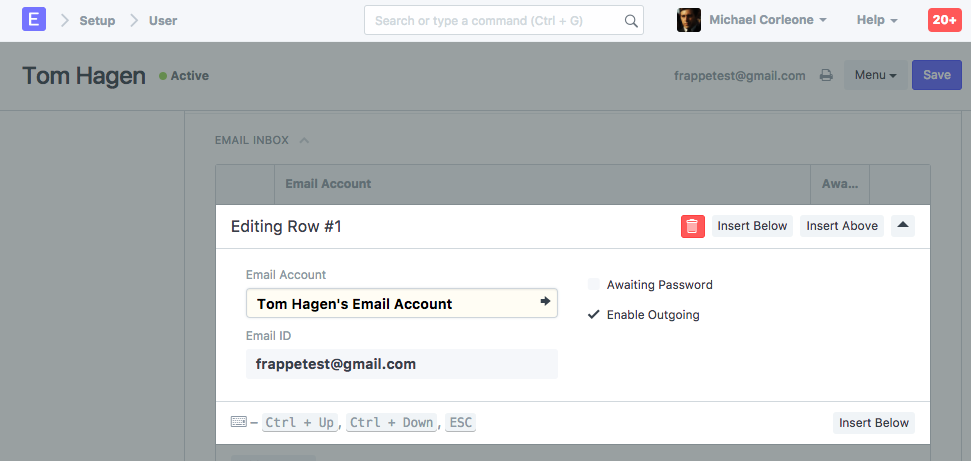 E Setup User Search or type a command (Ctrl + G) Michael Corleone Help 20+
Tom Hagen Active frappetest@gmail.com Menu Save
EMAIL INBOX
Email Account Awa...
Editing Row #1 Insert Below Insert Above
Email Account
Awaiting Password
Tom Hagen's Email Account
Enable Outgoing
Email ID
frappetest@gmail.com
– Ctrl + Up, Ctrl + Down, ESC Insert Below